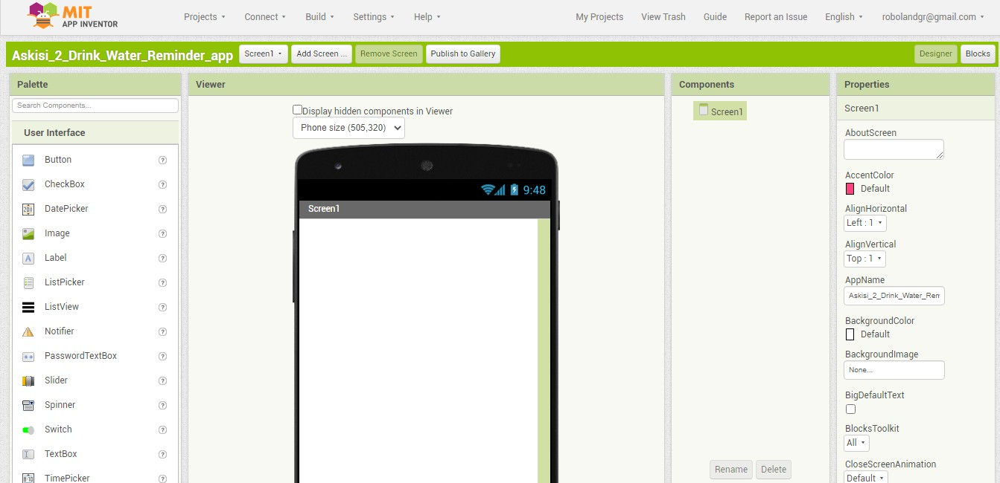 MIT
APP INVENTOR
Projects Connect Build Settings Help My Projects View Trash Guide Report an Issue English robolandgr@gmail.com
Askisi_2_Drink_Water_Reminder_app Screen1 Add Screen ... Remove Screen Publish to Gallery Designer Blocks
Palette
Search Components...
User Interface
Button ?
CheckBox ?
DatePicker ?
Image ?
Label ?
ListPicker ?
ListView ?
Notifier ?
PasswordTextBox ?
Slider ?
Spinner ?
Switch ?
TextBox ?
TimePicker ?
Viewer
Display hidden components in Viewer
Phone size (505,320)
9:48
Screen1
Components
Screen1
Rename Delete
Properties
Screen1
AboutScreen
AccentColor
Default
AlignHorizontal
Left : 1
AlignVertical
Top : 1
AppName
Askisi_2_Drink_Water_Rem
BackgroundColor
Default
BackgroundImage
None...
BigDefaultText
BlocksToolkit
All
CloseScreenAnimation
Default